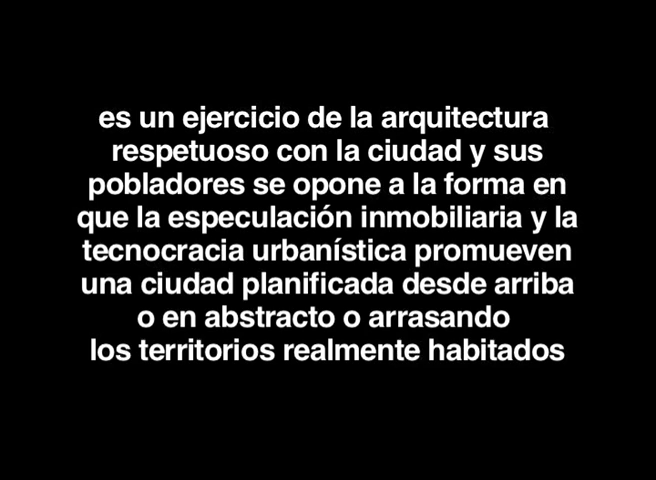 es un ejercicio de la arquitectura
respetuoso con la ciudad y sus
pobladores se opone a la forma en
que la especulación inmobiliaria y la
tecnocracia urbanística promueven
una ciudad planificada desde arriba
o en abstracto o arrasando
los territorios realmente habitados